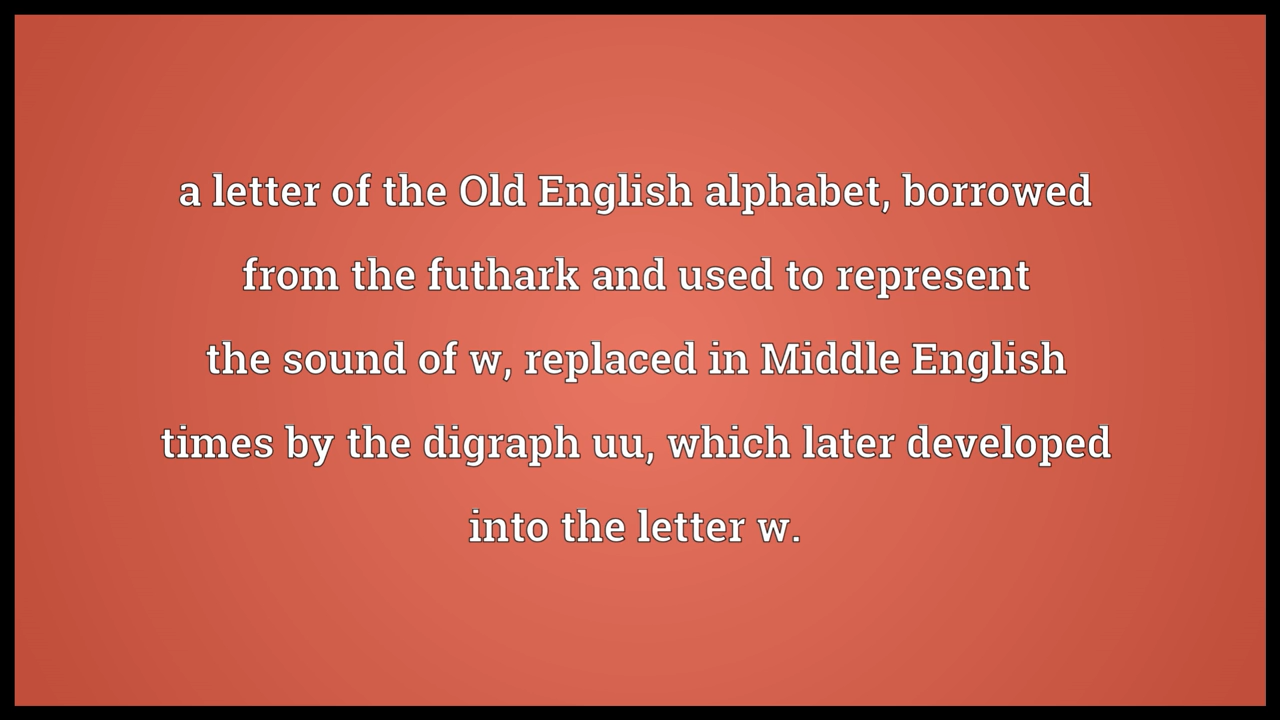 a letter of the Old English alphabet, borrowed
from the futhark and used to represent
the sound of w, replaced in Middle English
times by the digraph uu, which later developed
into the letter w.